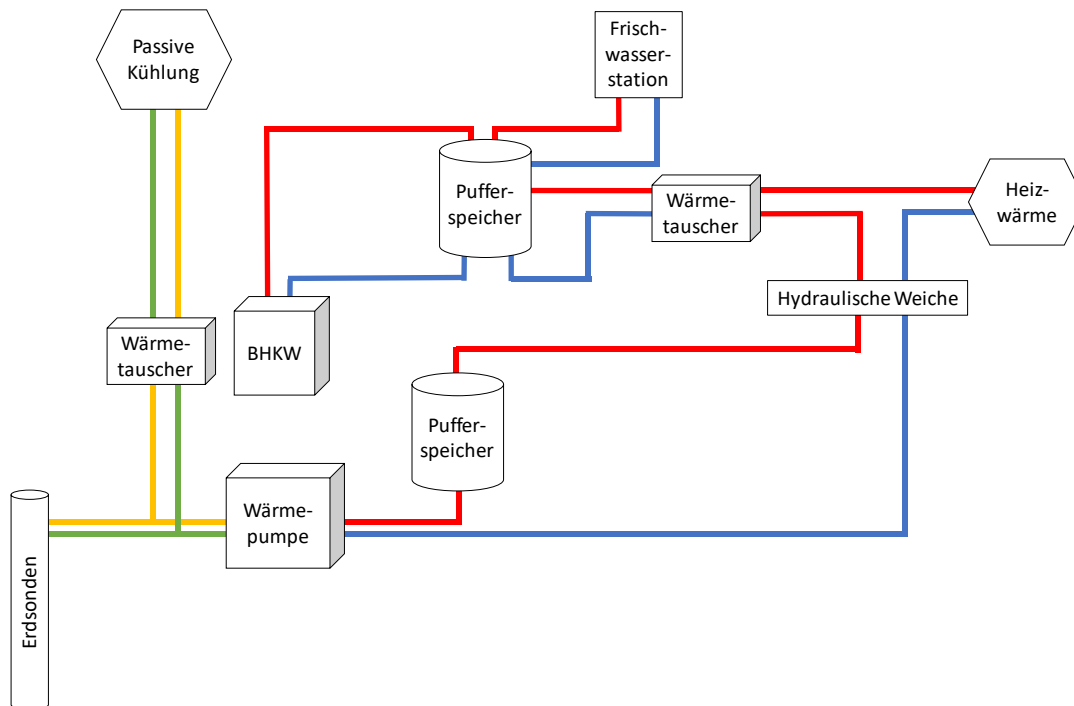 Passive
Kühlung
Frisch-
wasser-
station
Puffer-
speicher
Wärme-
tauscher
Heiz-
wärme
Hydraulische Weiche
Wärme-
tauscher
BHKW
Puffer-
speicher
Wärme-
pumpe
Erdsonden